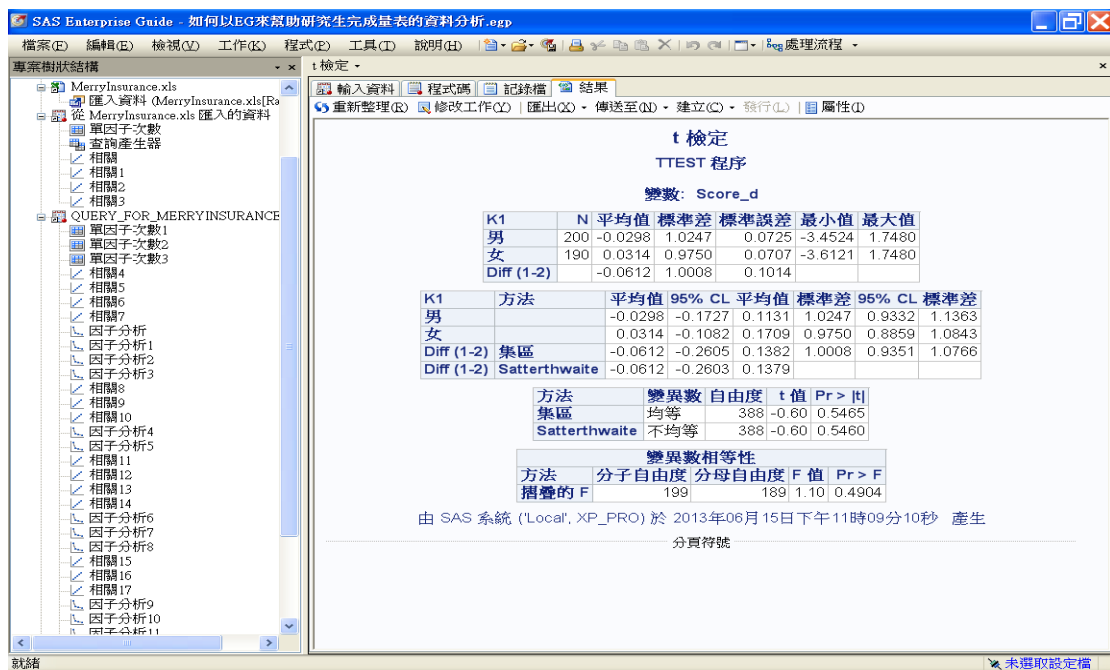 SAS Enterprise Guide - 如何以EG來幫助研究生完成量表的資料分析.egp
檔案(F) 編輯(E) 檢視(V) 工作(K) 程式(P) 工具(T) 說明(H) 處理流程
專案樹狀結構
MerryInsurance.xls
匯入資料 (MerryInsurance.xls[Ra
從 MerryInsurance.xls 匯入的資料
單因子次數
查詢產生器
相關
相關1
相關2
相關3
QUERY_FOR_MERRYINSURANCE
單因子次數1
單因子次數2
單因子次數3
相關4
相關5
相關6
相關7
因子分析
因子分析1
因子分析2
因子分析3
相關8
相關9
相關10
因子分析4
因子分析5
相關11
相關12
相關13
相關14
因子分析6
因子分析7
因子分析8
相關15
相關16
相關17
因子分析9
因子分析10
因子分析11
t 檢定
輸入資料 程式碼 記錄檔 結果
重新整理(R) 修改工作(Y) 匯出(X) 傳送至(N) 建立(C) 發行(L) 屬性(I)
t 檢定
TTEST 程序
變數: Score_d
K1 N 平均值 標準差 標準誤差 最小值 最大值
男 200 -0.0298 1.0247 0.0725 -3.4524 1.7480
女 190 0.0314 0.9750 0.0707 -3.6121 1.7480
Diff (1-2) -0.0612 1.0008 0.1014
K1 方法 平均值 95% CL 平均值 標準差 95% CL 標準差
男 -0.0298 -0.1727 0.1131 1.0247 0.9332 1.1363
女 0.0314 -0.1082 0.1709 0.9750 0.8859 1.0843
Diff (1-2) 集區 -0.0612 -0.2605 0.1382 1.0008 0.9351 1.0766
Diff (1-2) Satterthwaite -0.0612 -0.2603 0.1379
方法 變異數 自由度 t 值 Pr > |t|
集區 均等 388 -0.60 0.5465
Satterthwaite 不均等 388 -0.60 0.5460
變異數相等性
方法 分子自由度 分母自由度 F 值 Pr > F
摺疊的 F 199 189 1.10 0.4904
由 SAS 系統 ('Local', XP_PRO) 於 2013年06月15日下午11時09分10秒 產生
分頁符號
就緒
未選取設定檔